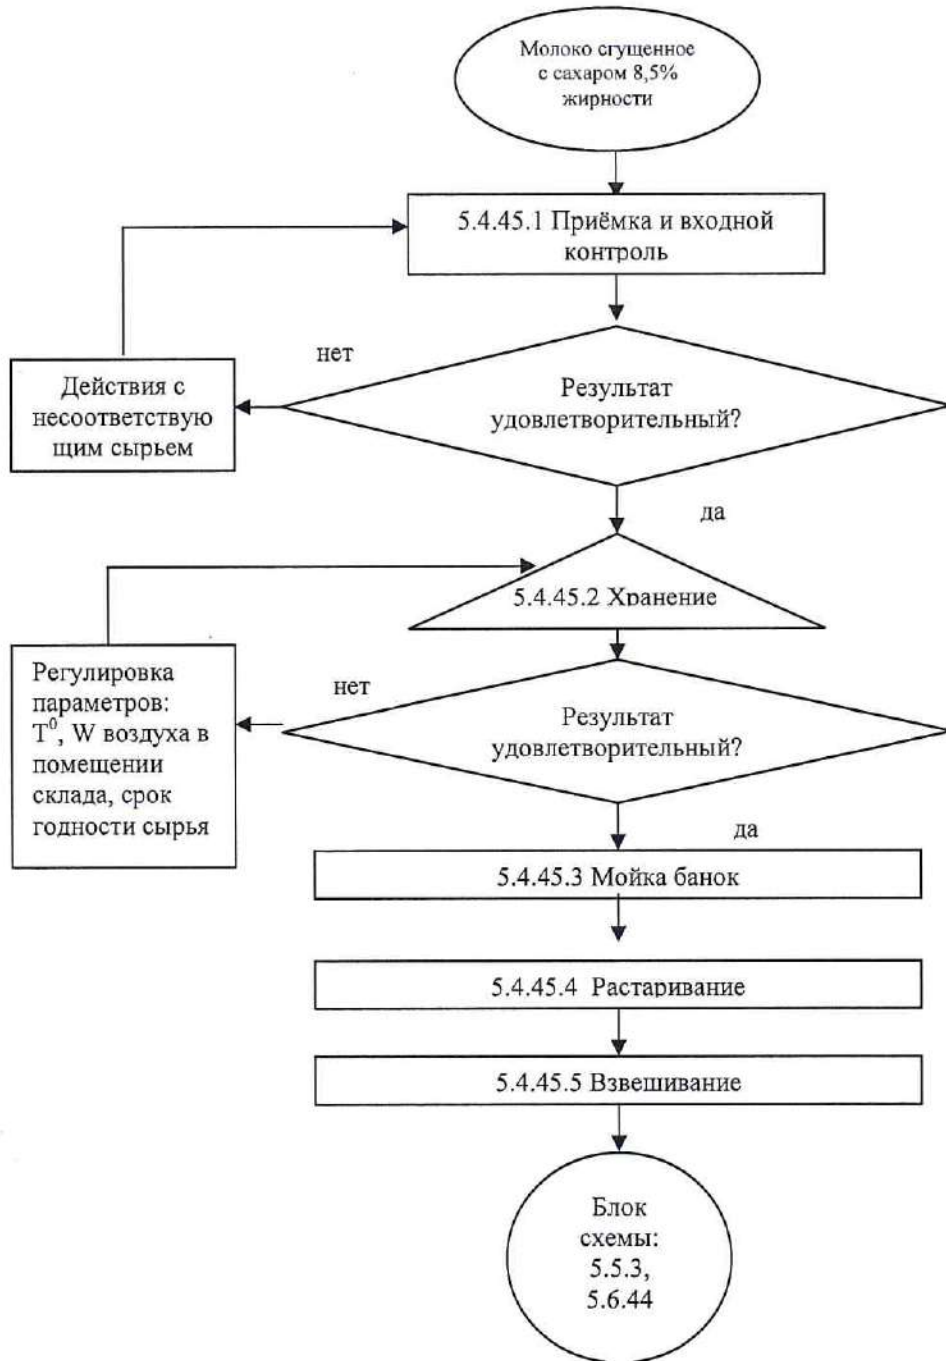 Молоко сгущенное
с сахаром 8,5%
жирности
5.4.45.1 Приёмка и входной
контроль
нет
Действия с
несоответствую
щим сырьем
Результат
удовлетворительный?
да
5.4.45.2 Хранение
Регулировка
параметров:
T⁰, W воздуха в
помещении
склада, срок
годности сырья
нет
Результат
удовлетворительный?
да
5.4.45.3 Мойка банок
5.4.45.4 Растаривание
5.4.45.5 Взвешивание
Блок
схемы:
5.5.3,
5.6.44